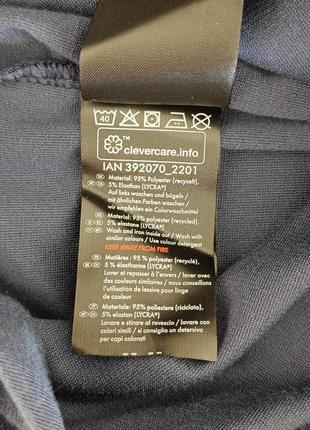 40
clevercare.info
IAN 392070_2201
Material: 95% Polyester (recycelt),
5% Elasthan (LYCRA®)
Auf links waschen und bügeln /
mit ähnlichen Farben waschen /
wir empfehlen ein Colorwaschmittel
Material: 95% polyester (recycled),
5% elastane (LYCRA®)
Wash and iron inside out / Wash with
similar colours / Use colour detergent
KEEP AWAY FROM FIRE
Matières : 95 % polyester (recyclé),
5 % élasthanne (LYCRA®)
Laver et repasser à l'envers / laver avec
des couleurs similaires / nous conseillons
l'utilisation de lessive pour linge
de couleur
Materiale: 95% poliestere (riciclato),
5% elastan (LYCRA®)
Lavare e stirare al rovescio / lavare con
colori simili / si consiglia un detersivo
per capi colorati